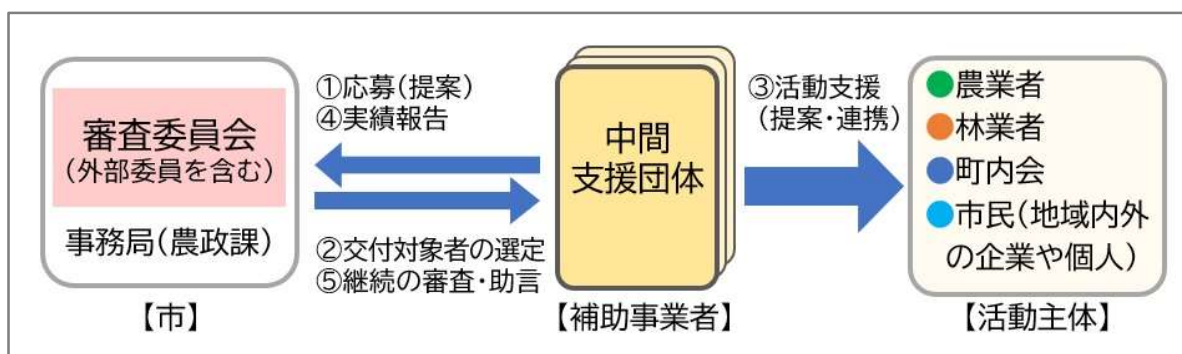 審査委員会
(外部委員を含む)
事務局(農政課)
【市】
①応募(提案)
④実績報告
②交付対象者の選定
⑤継続の審査・助言
中間
支援団体
【補助事業者】
③活動支援
(提案・連携)
農業者
林業者
町内会
市民(地域内外
の企業や個人)
【活動主体】